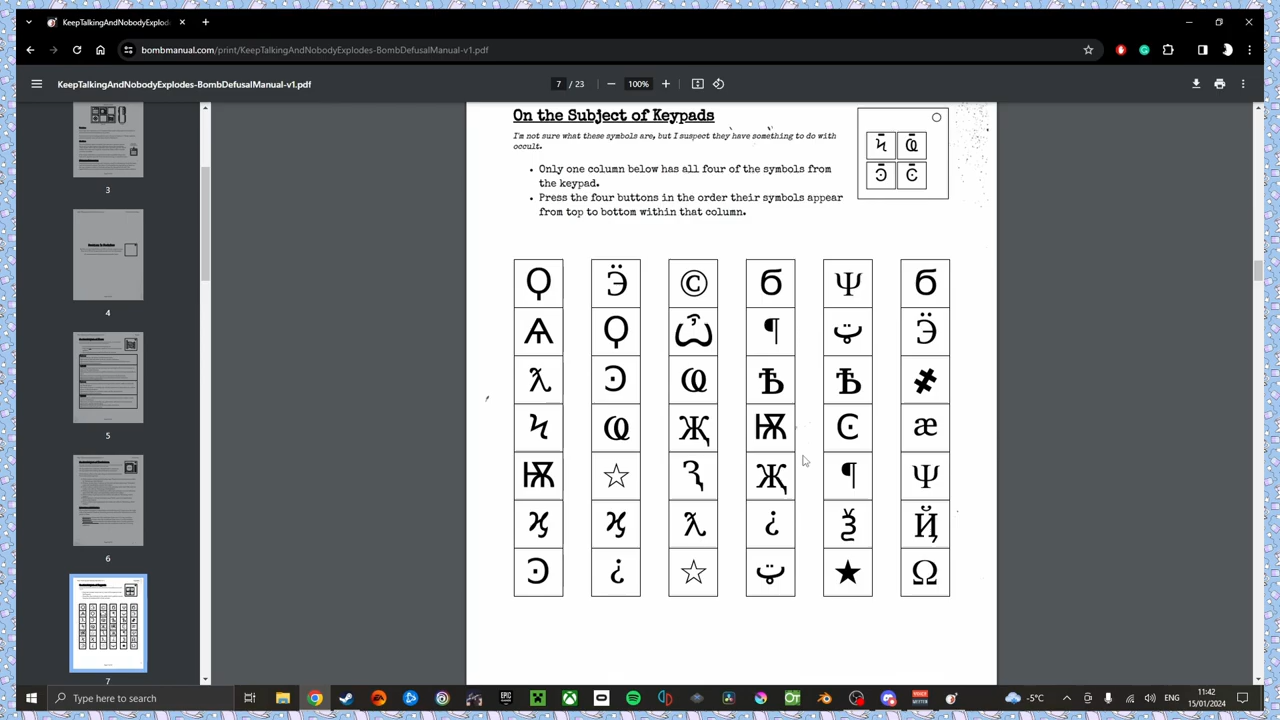 KeepTalkingAndNobodyExplod
bombmanual.com/print/KeepTalkingAndNobodyExplodes-BombDefusalManual-v1.pdf
KeepTalkingAndNobodyExplodes-BombDefusalManual-v1.pdf
7 / 23
100%
3
4
5
6
7
On the Subject of Keypads
I'm not sure what these symbols are, but I suspect they have something to do with
occult.
• Only one column below has all four of the symbols from
the keypad.
• Press the four buttons in the order their symbols appear
from top to bottom within that column.
Ϟ Ҩ
Ͽ Ͼ
Ϙ Ӭ © Ϭ Ψ Ϭ
Ѧ Ϙ Ѽ ¶ ټ Ӭ
ƛ Ͽ Ҩ Ѣ Ѣ ҂
Ϟ Ҩ Җ Ѭ Ͼ æ
Ѭ ☆ Ԇ Җ ¶ Ψ
ϗ ϗ ƛ ¿ Ѯ Ҋ
Ͽ ¿ ☆ ټ ★ Ω
Type here to search
-5°C
ENG
11:42
15/01/2024